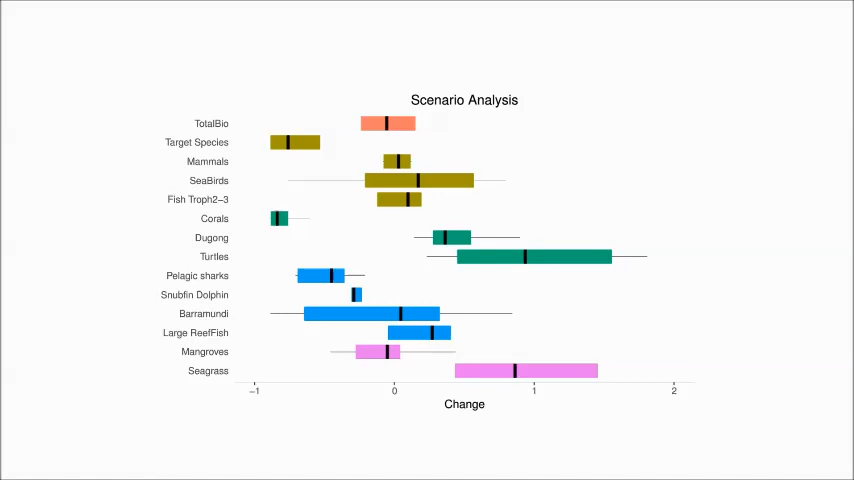 Scenario Analysis
TotalBio
Target Species
Mammals
SeaBirds
Fish Troph2−3
Corals
Dugong
Turtles
Pelagic sharks
Snubfin Dolphin
Barramundi
Large ReefFish
Mangroves
Seagrass
−1 0 1 2
Change